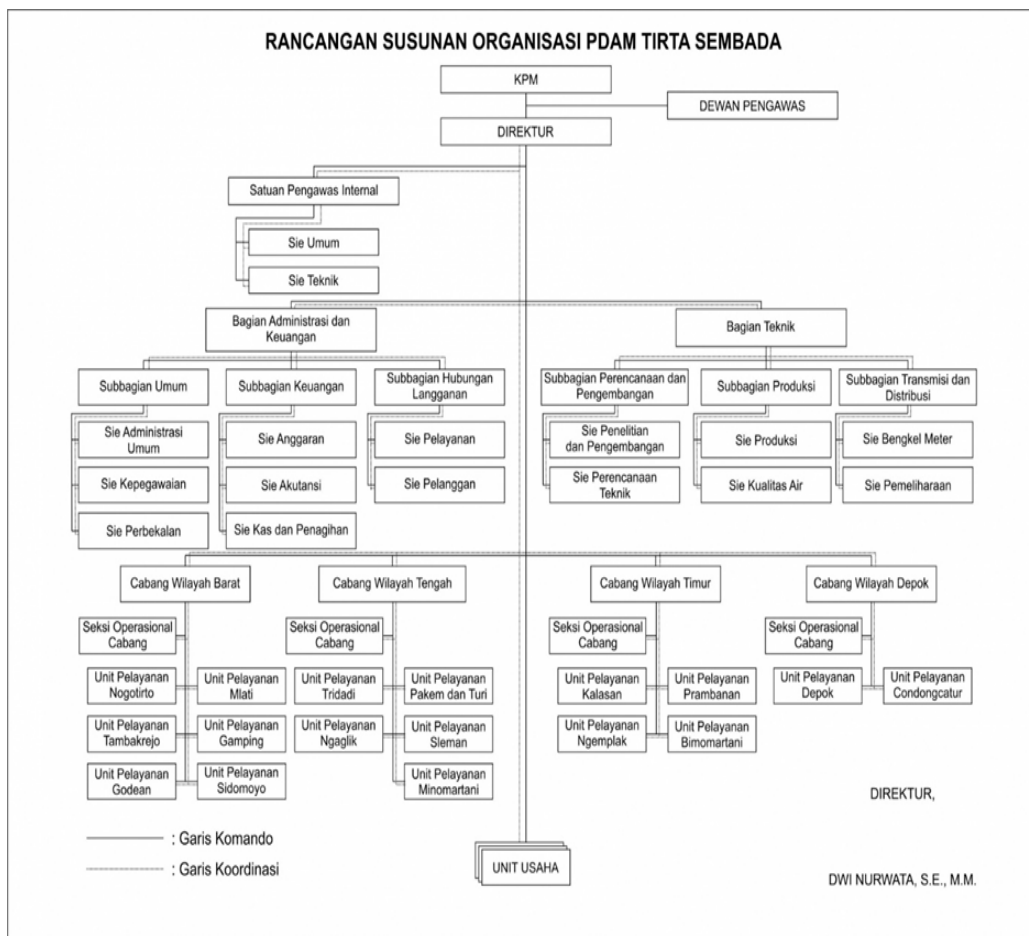 RANCANGAN SUSUNAN ORGANISASI PDAM TIRTA SEMBADA
KPM
DEWAN PENGAWAS
DIREKTUR
Satuan Pengawas Internal
Sie Umum
Sie Teknik
Bagian Administrasi dan
Keuangan
Bagian Teknik
Subbagian Umum
Subbagian Keuangan
Subbagian Hubungan
Langganan
Subbagian Perencanaan dan
Pengembangan
Subbagian Produksi
Subbagian Transmisi dan
Distribusi
Sie Administrasi
Umum
Sie Anggaran
Sie Pelayanan
Sie Penelitian
dan Pengembangan
Sie Produksi
Sie Bengkel Meter
Sie Kepegawaian
Sie Akutansi
Sie Pelanggan
Sie Perencanaan
Teknik
Sie Kualitas Air
Sie Pemeliharaan
Sie Perbekalan
Sie Kas dan Penagihan
Cabang Wilayah Barat
Cabang Wilayah Tengah
Cabang Wilayah Timur
Cabang Wilayah Depok
Seksi Operasional
Cabang
Seksi Operasional
Cabang
Seksi Operasional
Cabang
Seksi Operasional
Cabang
Unit Pelayanan
Nogotirto
Unit Pelayanan
Mlati
Unit Pelayanan
Tridadi
Unit Pelayanan
Pakem dan Turi
Unit Pelayanan
Kalasan
Unit Pelayanan
Prambanan
Unit Pelayanan
Depok
Unit Pelayanan
Condongcatur
Unit Pelayanan
Tambakrejo
Unit Pelayanan
Gamping
Unit Pelayanan
Ngaglik
Unit Pelayanan
Sleman
Unit Pelayanan
Ngemplak
Unit Pelayanan
Bimomartani
Unit Pelayanan
Godean
Unit Pelayanan
Sidomoyo
Unit Pelayanan
Minomartani
DIREKTUR,
: Garis Komando
: Garis Koordinasi
UNIT USAHA
DWI NURWATA, S.E., M.M.